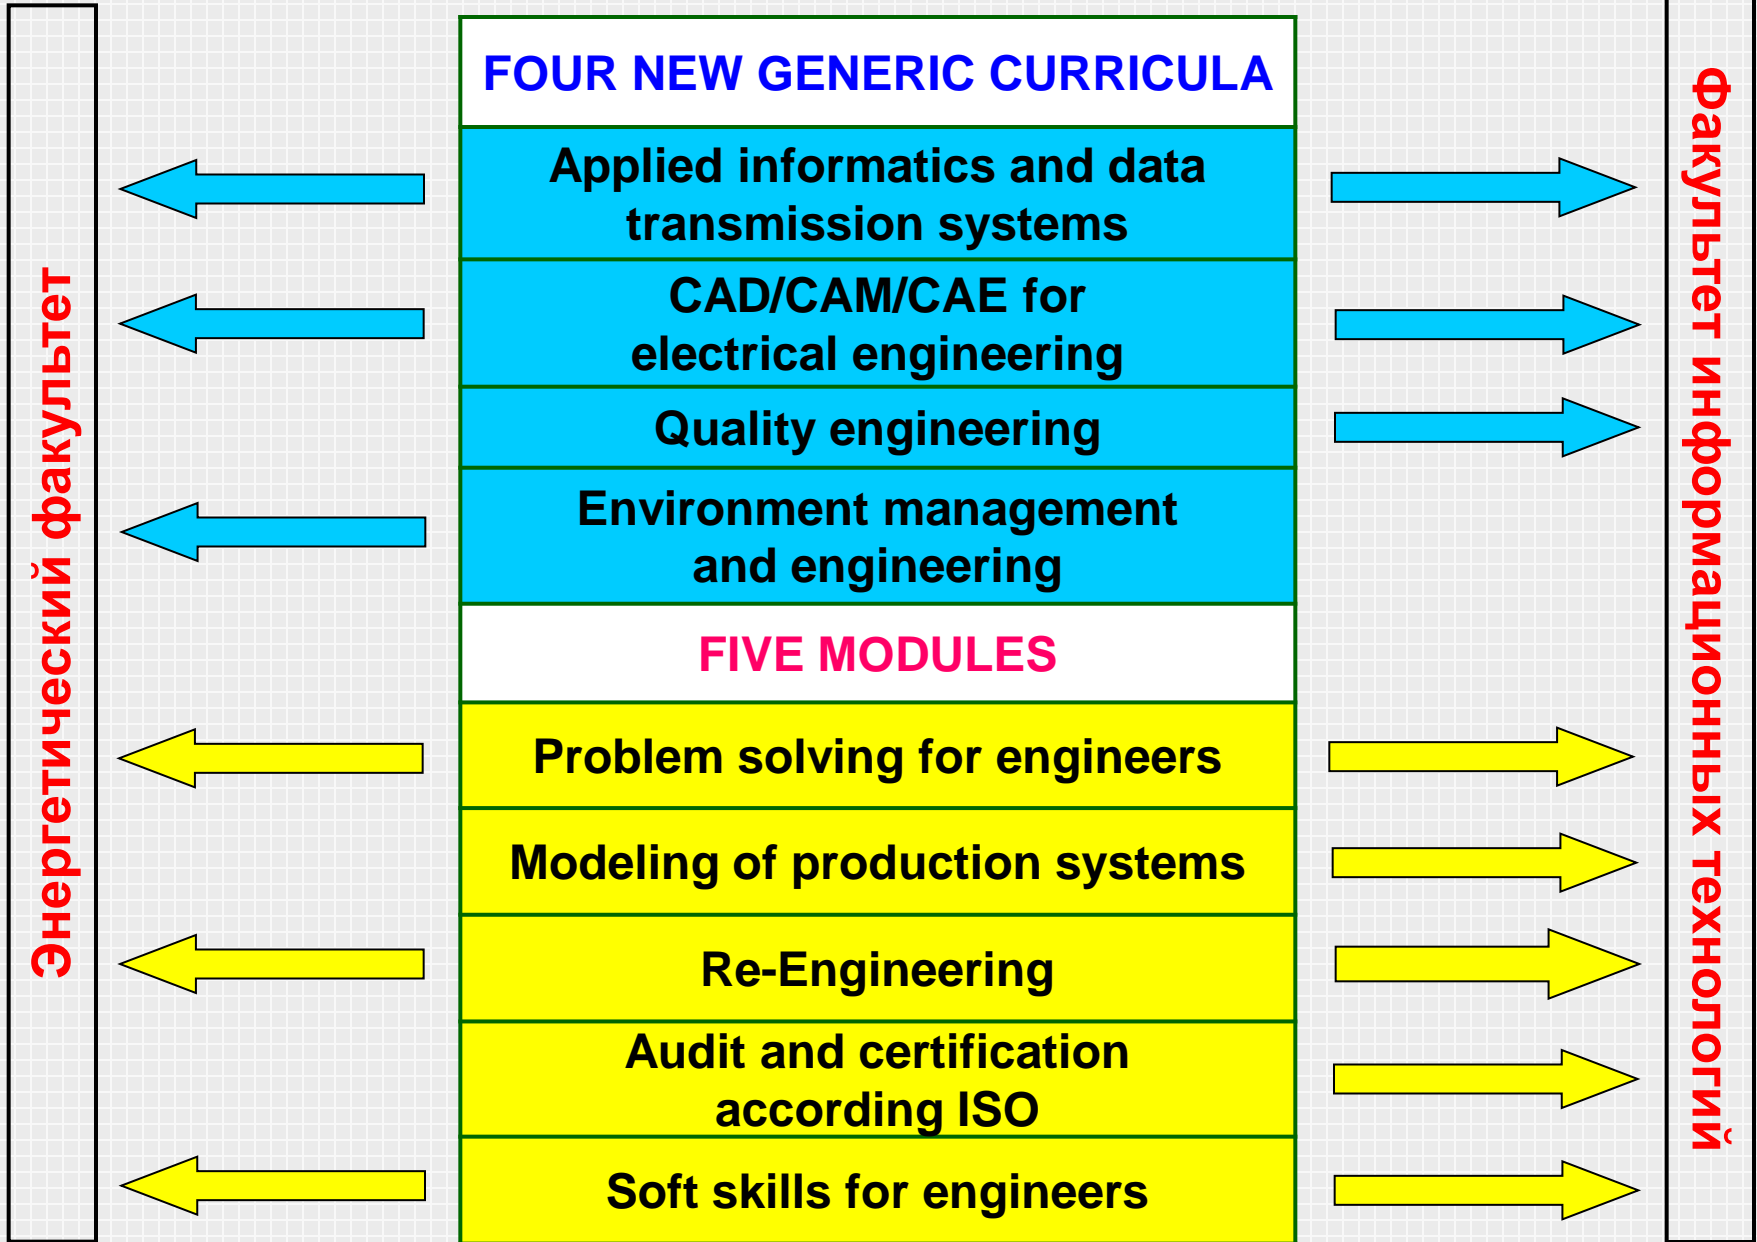 Энергетический факультет
FOUR NEW GENERIC CURRICULA
Applied informatics and data
transmission systems
CAD/CAM/CAE for
electrical engineering
Quality engineering
Environment management
and engineering
FIVE MODULES
Problem solving for engineers
Modeling of production systems
Re-Engineering
Audit and certification
according ISO
Soft skills for engineers
Факультет информационных технологий